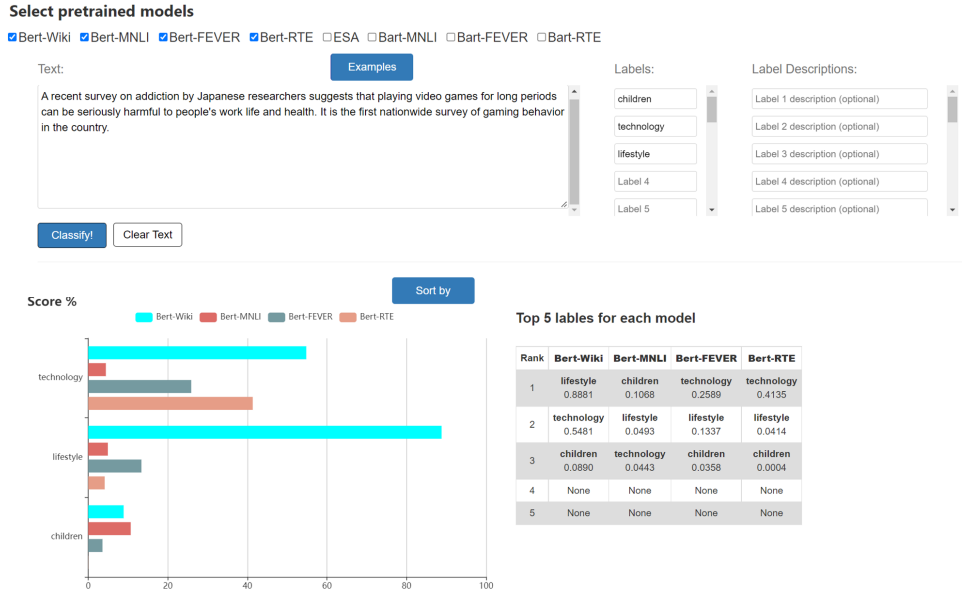 Select pretrained models
Bert-Wiki Bert-MNLI Bert-FEVER Bert-RTE ESA Bart-MNLI Bart-FEVER Bart-RTE
Text: Examples Labels: Label Descriptions:
A recent survey on addiction by Japanese researchers suggests that playing video games for long periods
can be seriously harmful to people's work life and health. It is the first nationwide survey of gaming behavior
in the country.
children Label 1 description (optional)
technology Label 2 description (optional)
lifestyle Label 3 description (optional)
Label 4 Label 4 description (optional)
Label 5 Label 5 description (optional)
Classify! Clear Text
Sort by
Score %
Bert-Wiki Bert-MNLI Bert-FEVER Bert-RTE
technology
lifestyle
children
0 20 40 60 80 100
Top 5 lables for each model
Rank Bert-Wiki Bert-MNLI Bert-FEVER Bert-RTE
1 lifestyle children technology technology
0.8881 0.1068 0.2589 0.4135
2 technology lifestyle lifestyle lifestyle
0.5481 0.0493 0.1337 0.0414
3 children technology children children
0.0890 0.0443 0.0358 0.0004
4 None None None None
5 None None None None